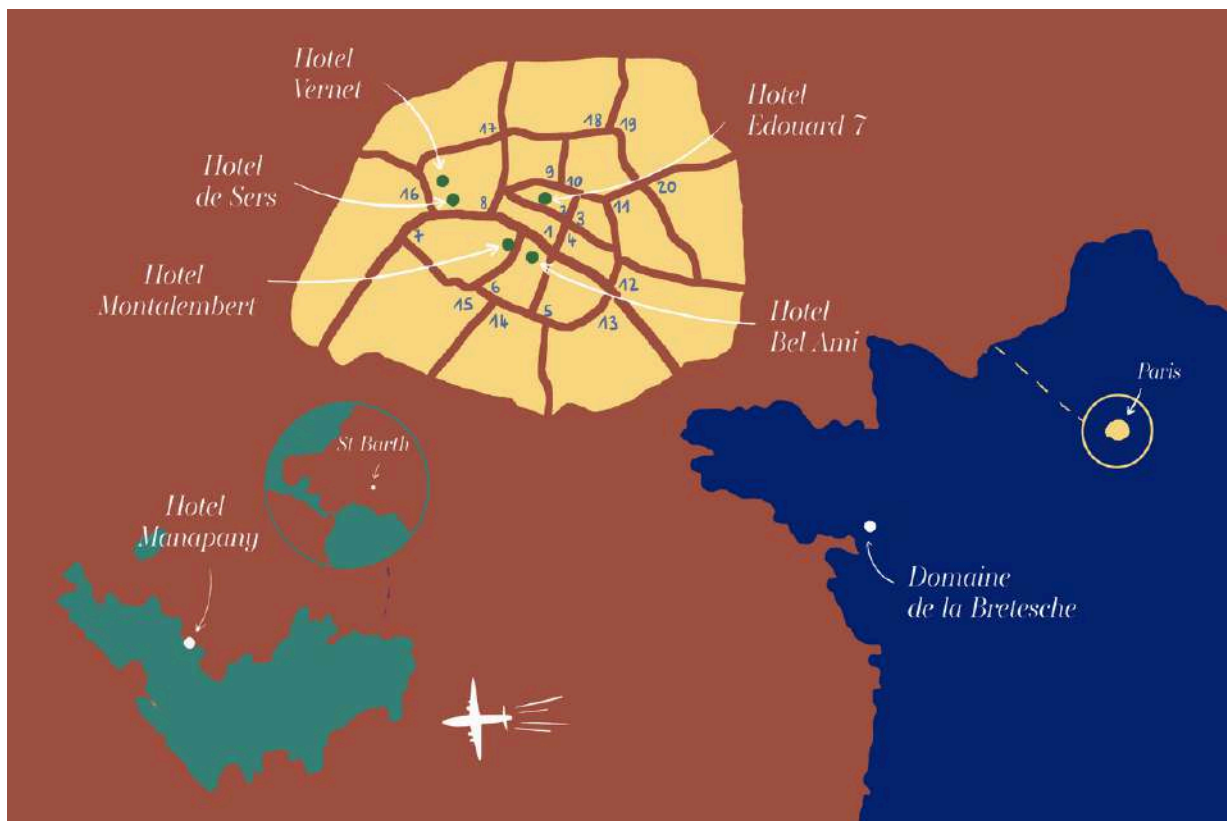 Hotel
Vernet
Hotel
de Sers
Hotel
Montalembert
Hotel
Edouard 7
Hotel
Bel Ami
17
18
19
9
10
16
8
2
3
11
20
7
1
4
6
12
15
14
5
13
Paris
St Barth
Hotel
Manapany
Domaine
de la Bretesche